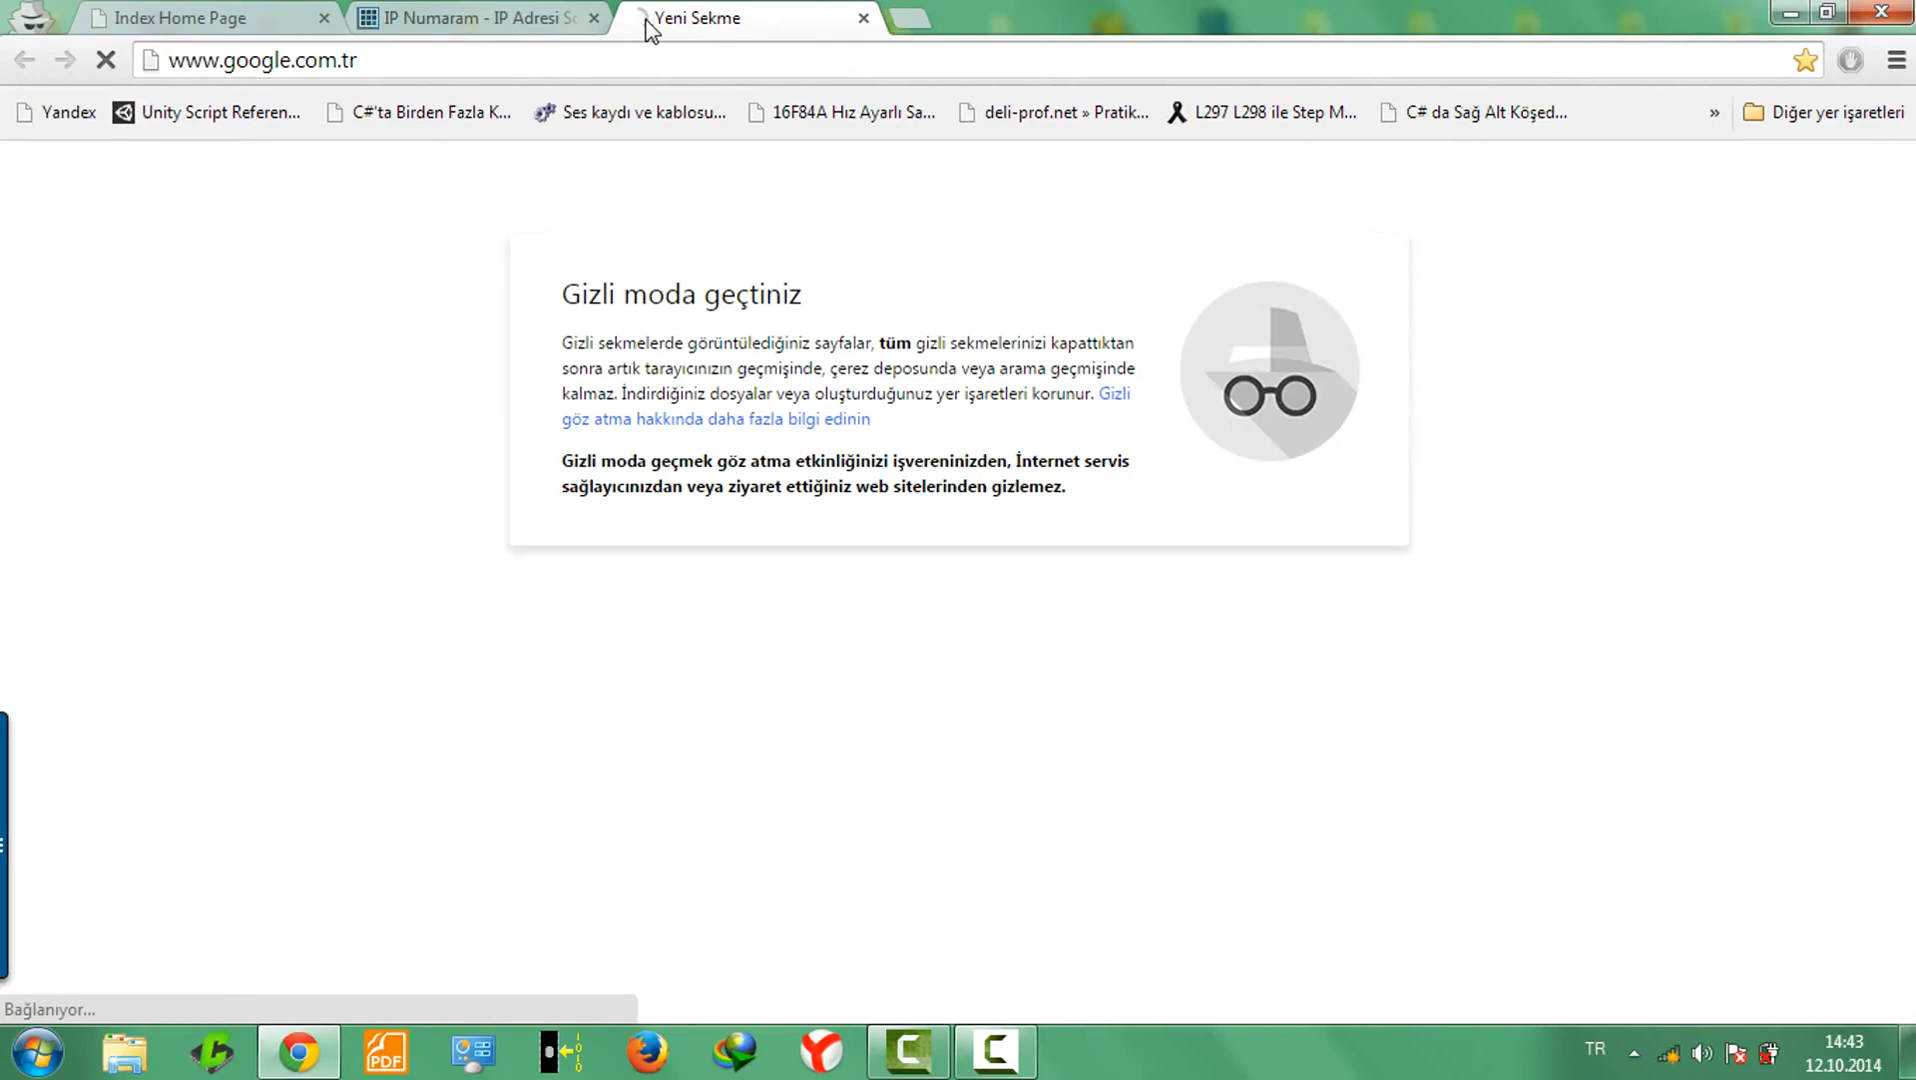 Index Home Page
IP Numaram - IP Adresi So
Yeni Sekme
www.google.com.tr
Yandex
Unity Script Referen...
C#'ta Birden Fazla K...
Ses kaydı ve kablosu...
16F84A Hız Ayarlı Sa...
deli-prof.net » Pratik...
L297 L298 ile Step M...
C# da Sağ Alt Köşed...
»
Diğer yer işaretleri
Gizli moda geçtiniz
Gizli sekmelerde görüntülediğiniz sayfalar, tüm gizli sekmelerinizi kapattıktan
sonra artık tarayıcınızın geçmişinde, çerez deposunda veya arama geçmişinde
kalmaz. İndirdiğiniz dosyalar veya oluşturduğunuz yer işaretleri korunur. Gizli
göz atma hakkında daha fazla bilgi edinin
Gizli moda geçmek göz atma etkinliğinizi işvereninizden, İnternet servis
sağlayıcınızdan veya ziyaret ettiğiniz web sitelerinden gizlemez.
Bağlanıyor...
PDF
TR
14:43
12.10.2014